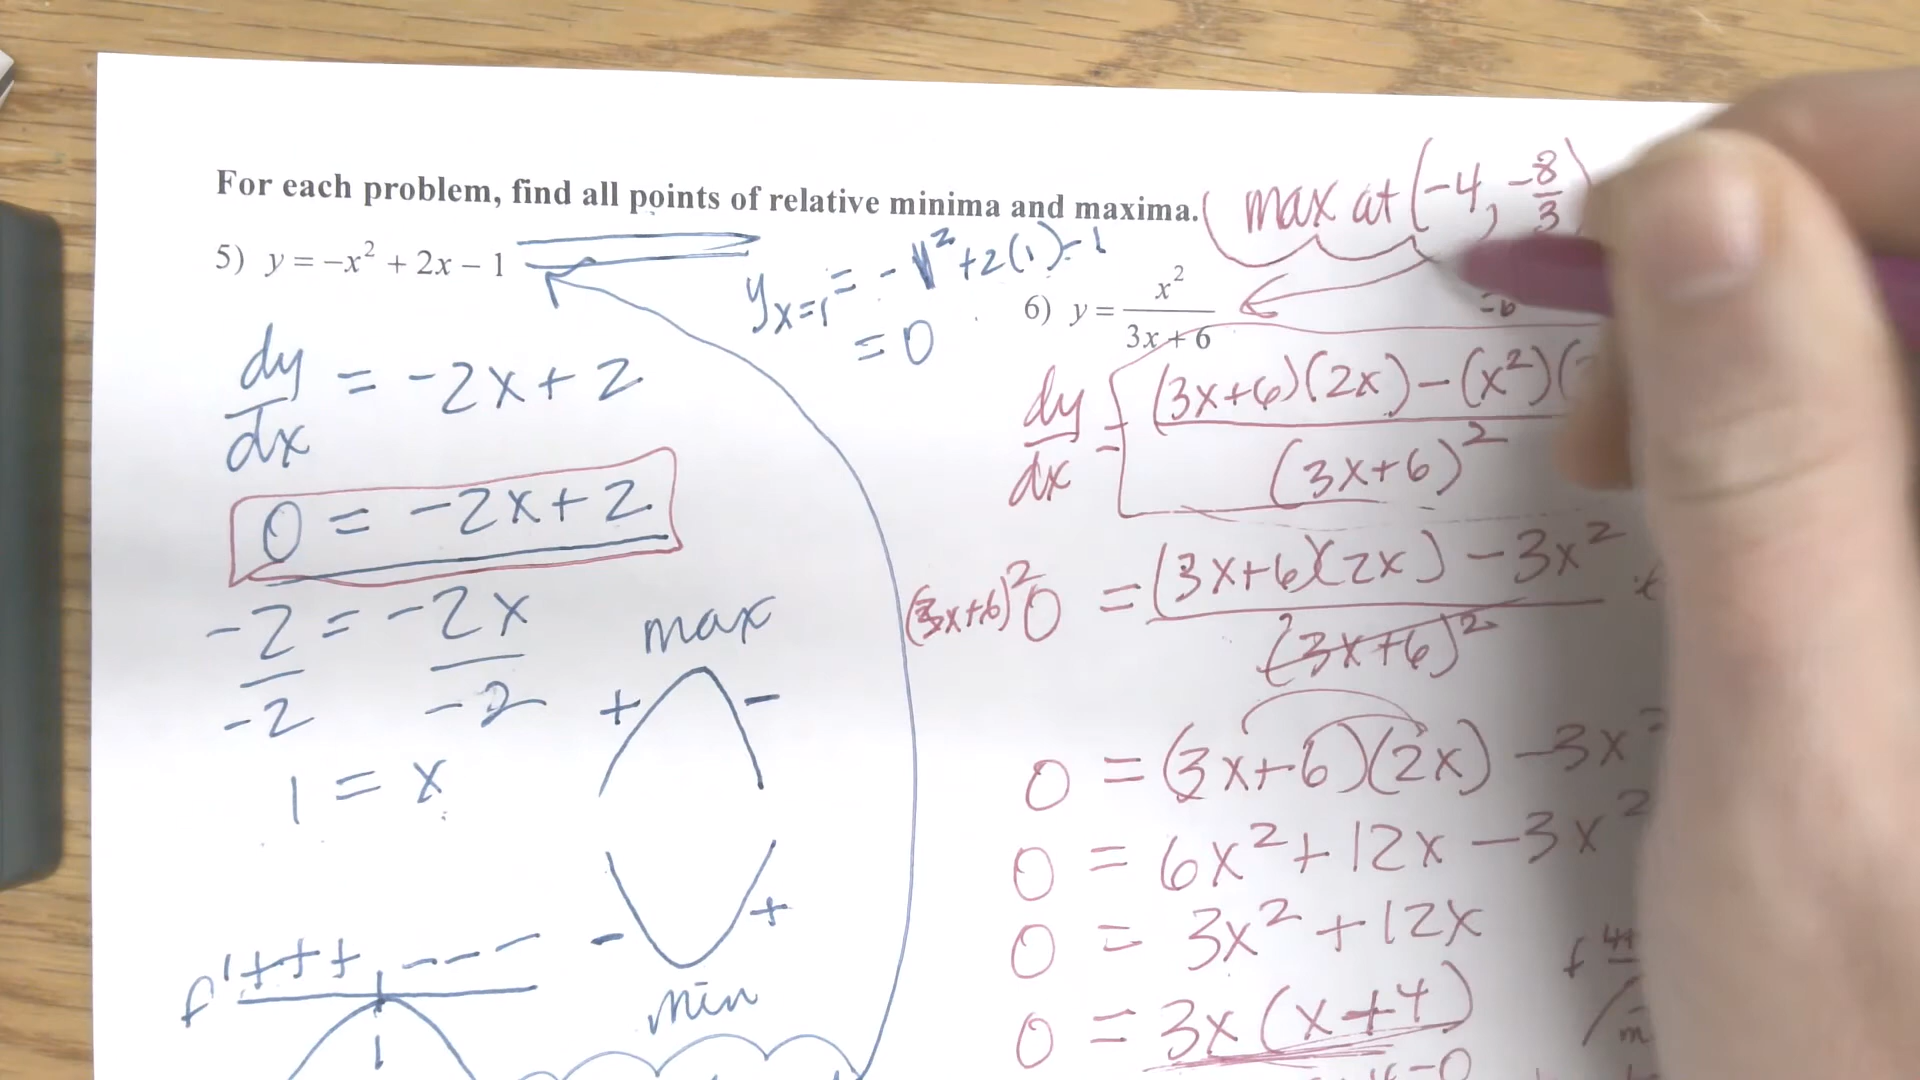 For each problem, find all points of relative minima and maxima.
max at (-4, -8/3)
5) y = −x² + 2x − 1
y x=1 = -1² + 2(1) - 1
= 0
dy/dx = -2x + 2
0 = -2x + 2
-2 = -2x
-2 -2
1 = x
max
+ -
- +
min
f' + + + - - -
1
6) y = x²/(3x + 6)
dy/dx = (3x+6)(2x) - (x²)(
(3x+6)²
(3x+6)² 0 = (3x+6)(2x) - 3x²
(3x+6)²
0 = (3x+6)(2x) - 3x²
0 = 6x² + 12x - 3x²
0 = 3x² + 12x
0 = 3x(x+4)